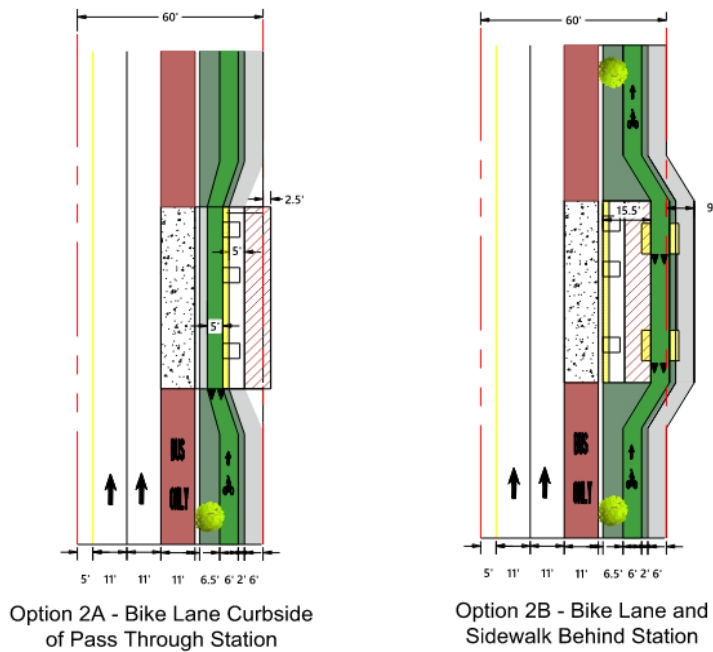 60'
60'
2.5'
15.5'
9
5'
5'
BUS
ONLY
BUS
ONLY
5' 11' 11' 11' 6.5' 6' 2' 6'
5' 11' 11' 11' 6.5' 6' 2' 6'
Option 2A - Bike Lane Curbside
of Pass Through Station
Option 2B - Bike Lane and
Sidewalk Behind Station